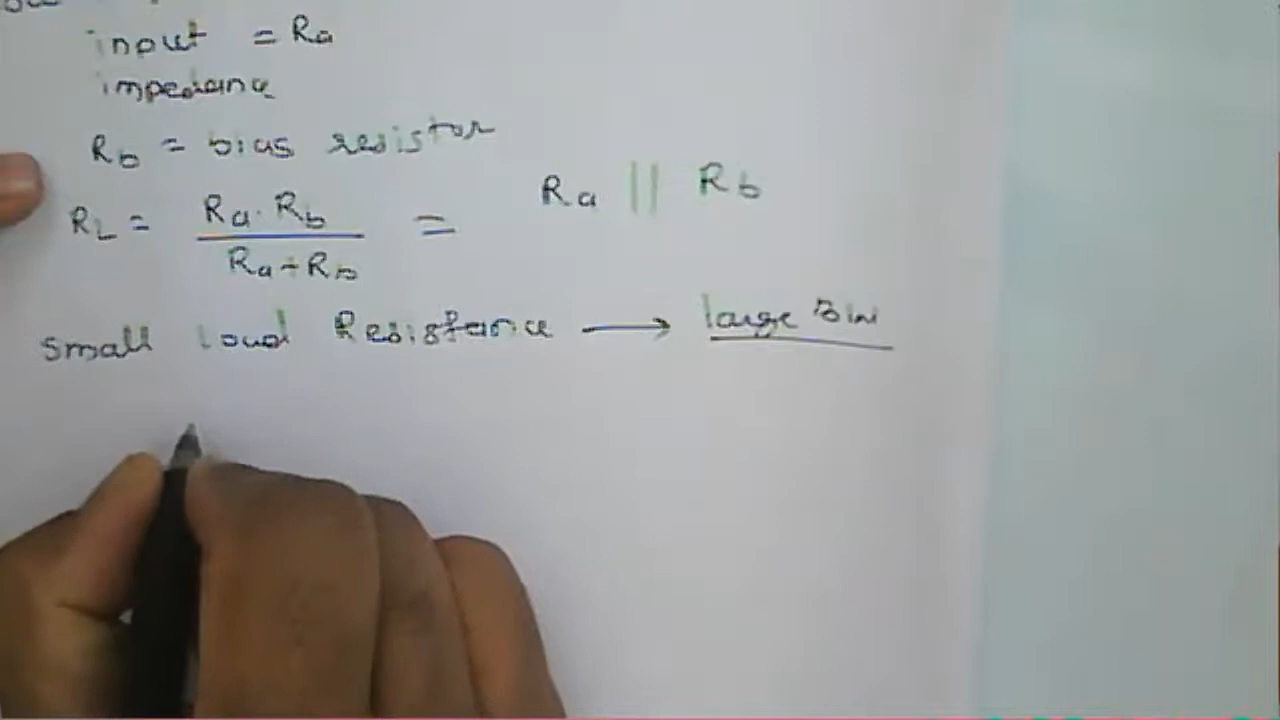 input = Ra
impedance
Rb = bias resistor
RL = Ra . Rb / Ra + Rb = Ra || Rb
small load Resistance → large BW